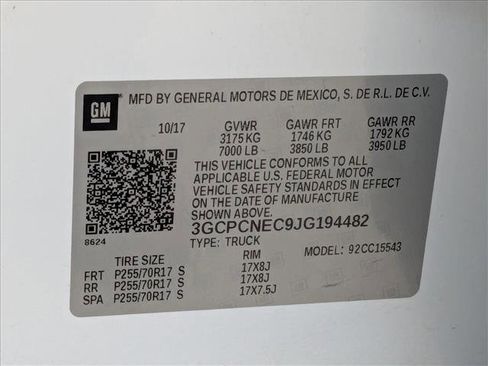 GM MFD BY GENERAL MOTORS DE MEXICO, S. DE R.L. DE C.V.
10/17 GVWR GAWR FRT GAWR RR
3175 KG 1746 KG 1792 KG
7000 LB 3850 LB 3950 LB
THIS VEHICLE CONFORMS TO ALL
APPLICABLE U.S. FEDERAL MOTOR
VEHICLE SAFETY STANDARDS IN EFFECT
ON THE DATE OF MANUFACTURE
SHOWN ABOVE.
3GCPCNEC9JG194482
8624 TYPE: TRUCK MODEL: 92CC15543
TIRE SIZE RIM
FRT P255/70R17 S 17X8J
RR P255/70R17 S 17X8J
SPA P255/70R17 S 17X7.5J